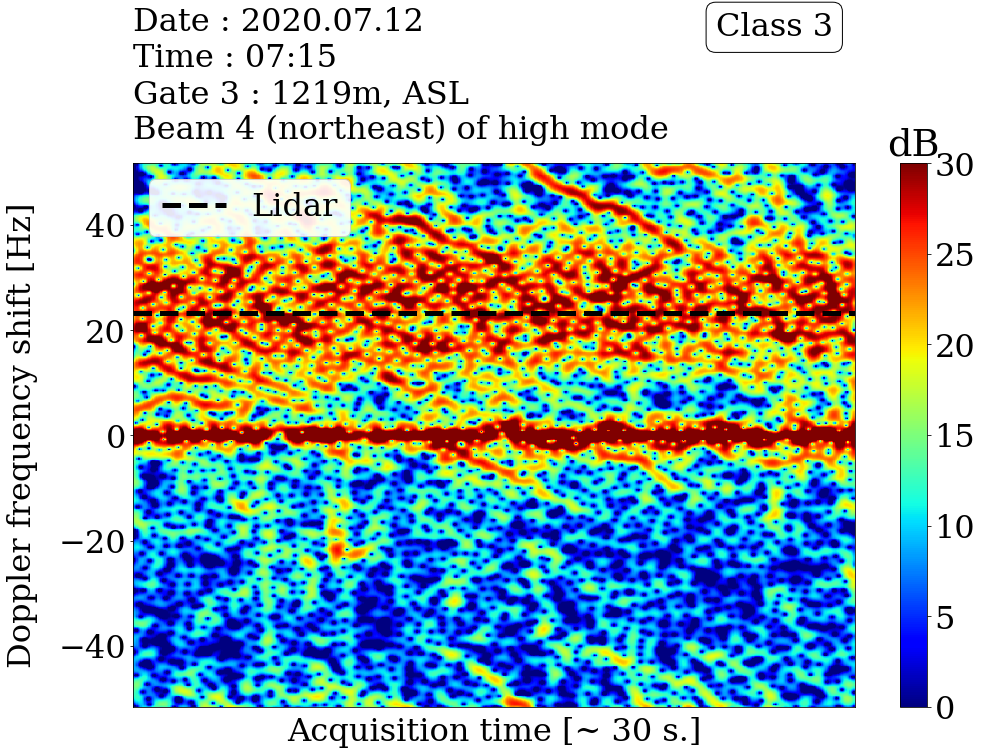 Date : 2020.07.12
Class 3
Time : 07:15
Gate 3 : 1219m, ASL
Beam 4 (northeast) of high mode
dB
Lidar
Doppler frequency shift [Hz]
40
20
0
−20
−40
30
25
20
15
10
5
0
Acquisition time [~ 30 s.]